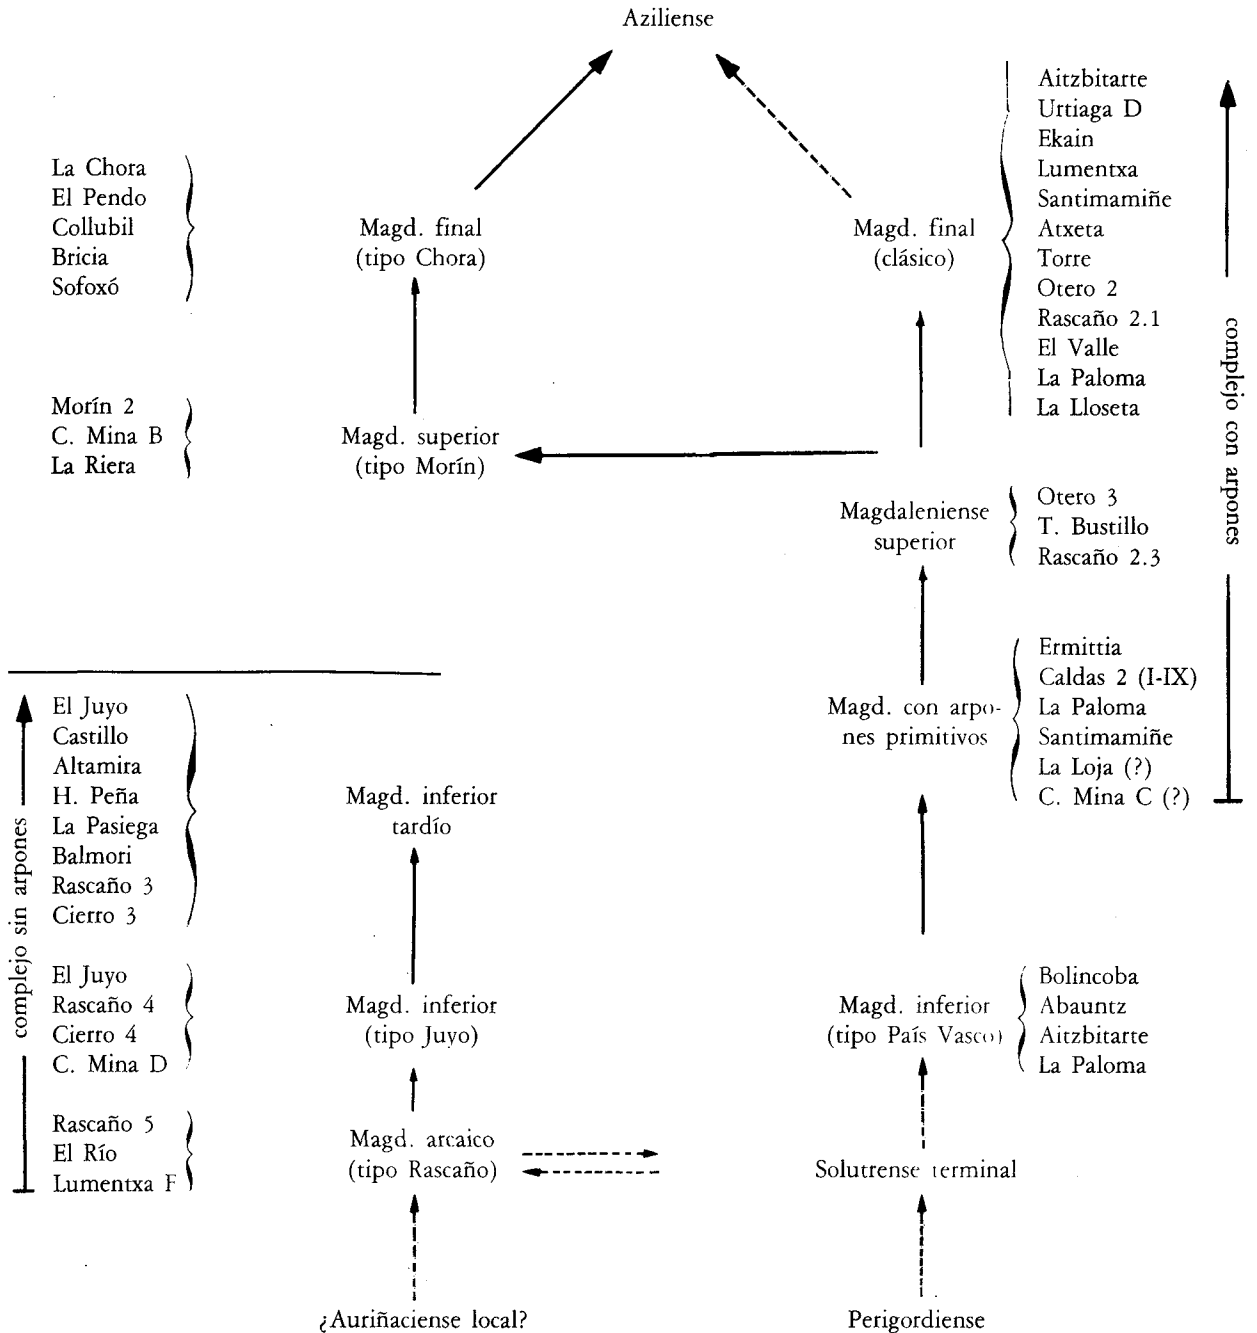 Aziliense
La Chora
El Pendo
Collubil
Bricia
Sofoxó
Magd. final
(tipo Chora)
Magd. final
(clásico)
Aitzbitarte
Urtiaga D
Ekain
Lumentxa
Santimamiñe
Atxeta
Torre
Otero 2
Rascaño 2.1
El Valle
La Paloma
La Lloseta
complejo con arpones
Morín 2
C. Mina B
La Riera
Magd. superior
(tipo Morín)
Magdaleniense
superior
Otero 3
T. Bustillo
Rascaño 2.3
Magd. con arpo-
nes primitivos
Ermittia
Caldas 2 (I-IX)
La Paloma
Santimamiñe
La Loja (?)
C. Mina C (?)
complejo sin arpones
El Juyo
Castillo
Altamira
H. Peña
La Pasiega
Balmori
Rascaño 3
Cierro 3
Magd. inferior
tardío
El Juyo
Rascaño 4
Cierro 4
C. Mina D
Magd. inferior
(tipo Juyo)
Magd. inferior
(tipo País Vasco)
Bolincoba
Abauntz
Aitzbitarte
La Paloma
Rascaño 5
El Río
Lumentxa F
Magd. arcaico
(tipo Rascaño)
Solutrense terminal
¿Auriñaciense local?
Perigordiense